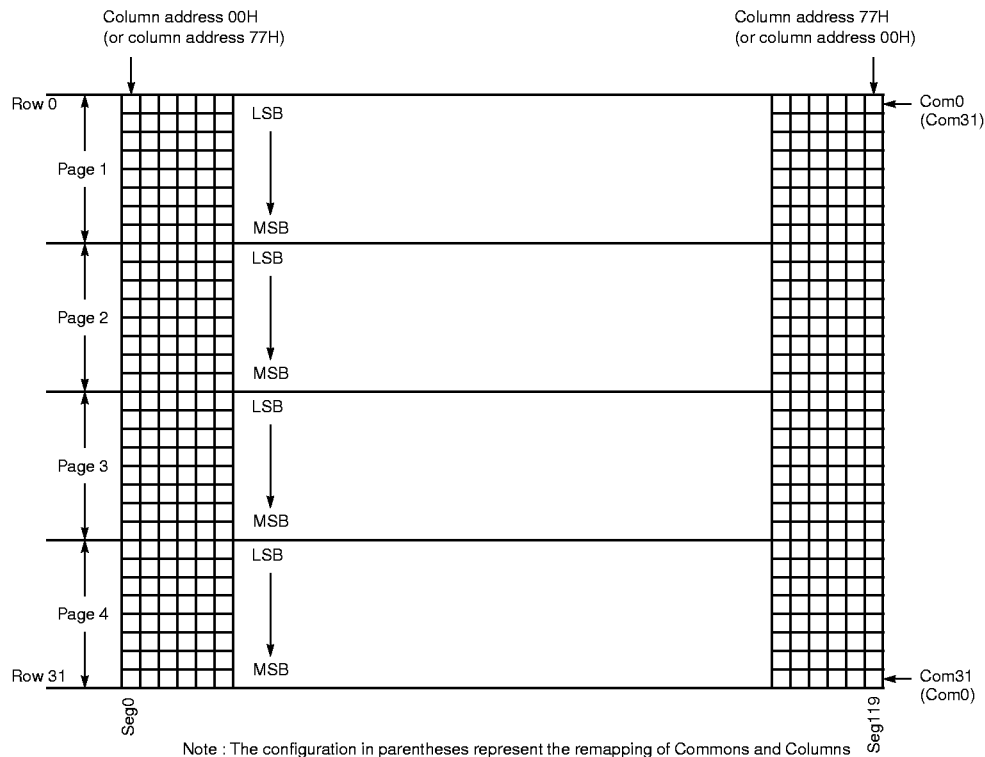 Column address 00H
(or column address 77H)
Column address 77H
(or column address 00H)
Row 0
LSB
Com0
(Com31)
Page 1
MSB
LSB
Page 2
MSB
LSB
Page 3
MSB
LSB
Page 4
MSB
Row 31
Com31
(Com0)
Seg0
Seg119
Note : The configuration in parentheses represent the remapping of Commons and Columns